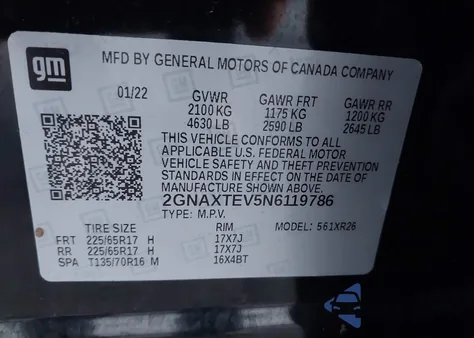 gm
MFD BY GENERAL MOTORS OF CANADA COMPANY
01/22 GVWR GAWR FRT GAWR RR
2100 KG 1175 KG 1200 KG
4630 LB 2590 LB 2645 LB
THIS VEHICLE CONFORMS TO ALL
APPLICABLE U.S. FEDERAL MOTOR
VEHICLE SAFETY AND THEFT PREVENTION
STANDARDS IN EFFECT ON THE DATE OF
MANUFACTURE SHOWN ABOVE.
2GNAXTEV5N6119786
TYPE: M.P.V. MODEL: 561XR26
TIRE SIZE RIM
FRT 225/65R17 H 17X7J
RR 225/65R17 H 17X7J
SPA T135/70R16 M 16X4BT